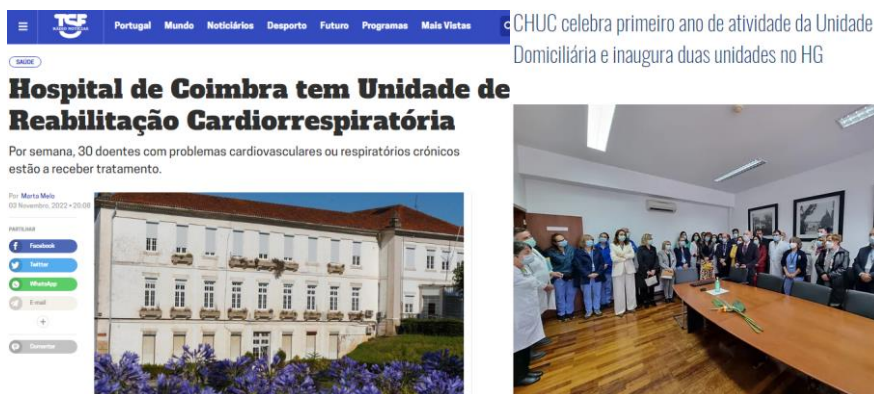 TSF
Portugal Mundo Noticiários Desporto Futuro Programas Mais Vistas
SAÚDE
Hospital de Coimbra tem Unidade de
Reabilitação Cardiorrespiratória
Por semana, 30 doentes com problemas cardiovasculares ou respiratórios crónicos
estão a receber tratamento.
Por Marta Melo
02 Novembro, 2022 • 20:08
PARTILHAR
Facebook
Twitter
WhatsApp
E-mail
Comentar
CHUC celebra primeiro ano de atividade da Unidade
Domiciliária e inaugura duas unidades no HG